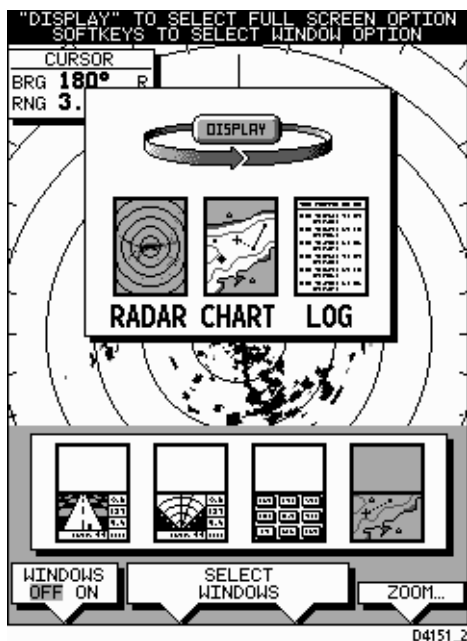 "DISPLAY" TO SELECT FULL SCREEN OPTION
SOFTKEYS TO SELECT WINDOW OPTION
CURSOR
BRG 180° R
RNG 3.
DISPLAY
RADAR CHART LOG
WINDOWS
OFF ON
SELECT
WINDOWS
ZOOM...
D4151_2